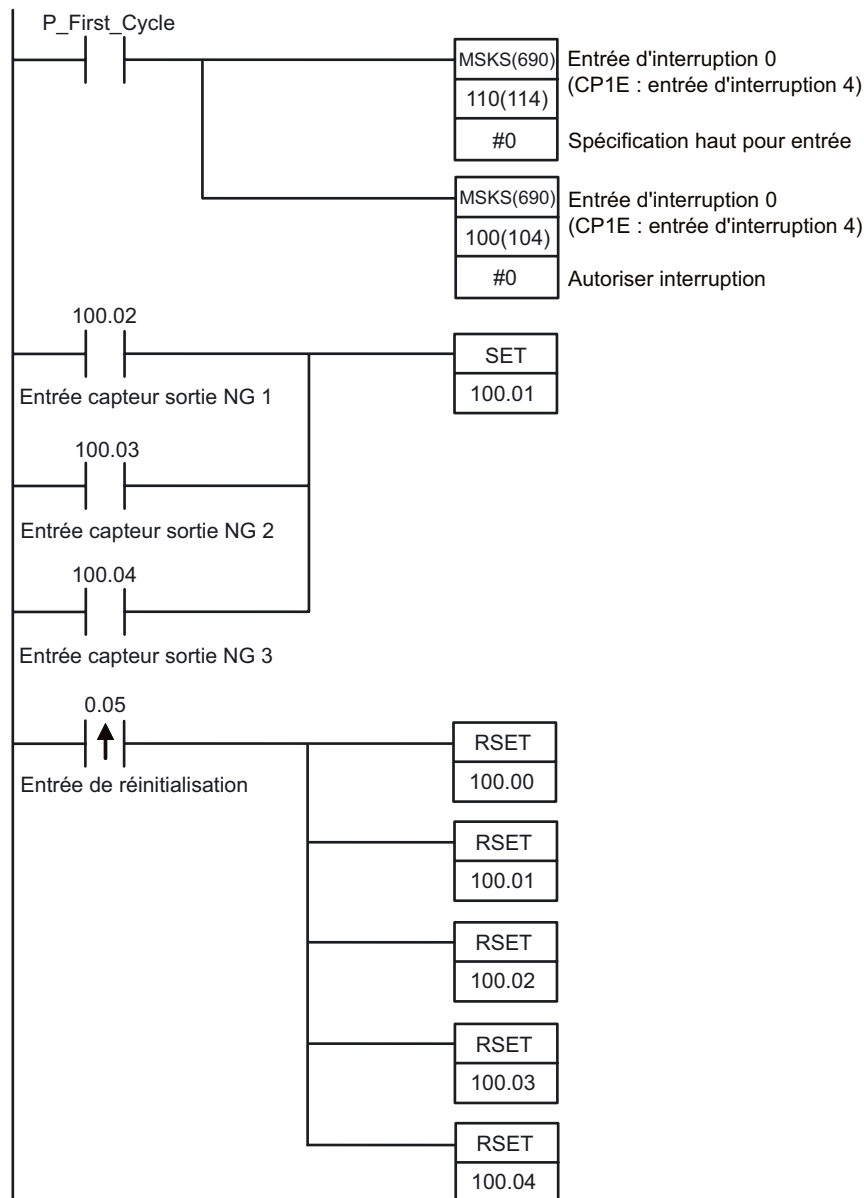 P_First_Cycle
MSKS(690)
Entrée d'interruption 0
(CP1E : entrée d'interruption 4)
110(114)
#0
Spécification haut pour entrée
MSKS(690)
Entrée d'interruption 0
(CP1E : entrée d'interruption 4)
100(104)
#0
Autoriser interruption
100.02
SET
100.01
Entrée capteur sortie NG 1
100.03
Entrée capteur sortie NG 2
100.04
Entrée capteur sortie NG 3
0.05
RSET
100.00
Entrée de réinitialisation
RSET
100.01
RSET
100.02
RSET
100.03
RSET
100.04